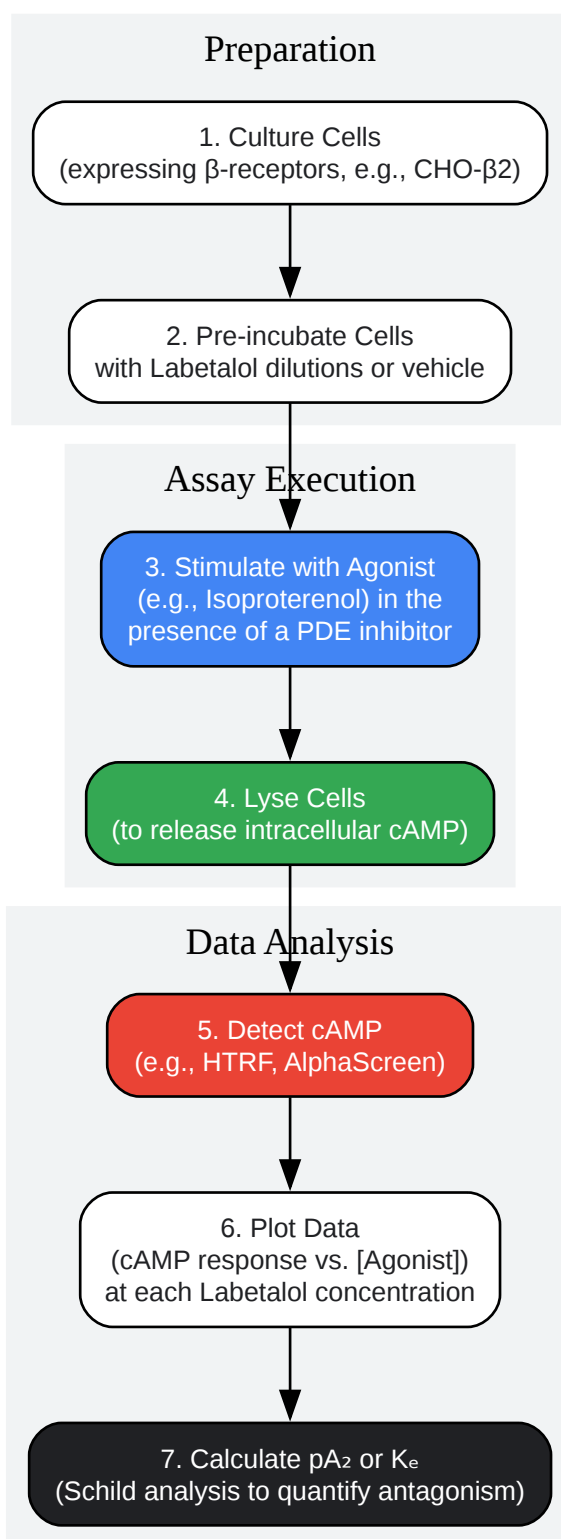 Preparation
1. Culture Cells
(expressing β-receptors, e.g., CHO-β2)
2. Pre-incubate Cells
with Labetalol dilutions or vehicle
Assay Execution
3. Stimulate with Agonist
(e.g., Isoproterenol) in the
presence of a PDE inhibitor
4. Lyse Cells
(to release intracellular cAMP)
Data Analysis
5. Detect cAMP
(e.g., HTRF, AlphaScreen)
6. Plot Data
(cAMP response vs. [Agonist])
at each Labetalol concentration
7. Calculate pA₂ or Kₑ
(Schild analysis to quantify antagonism)